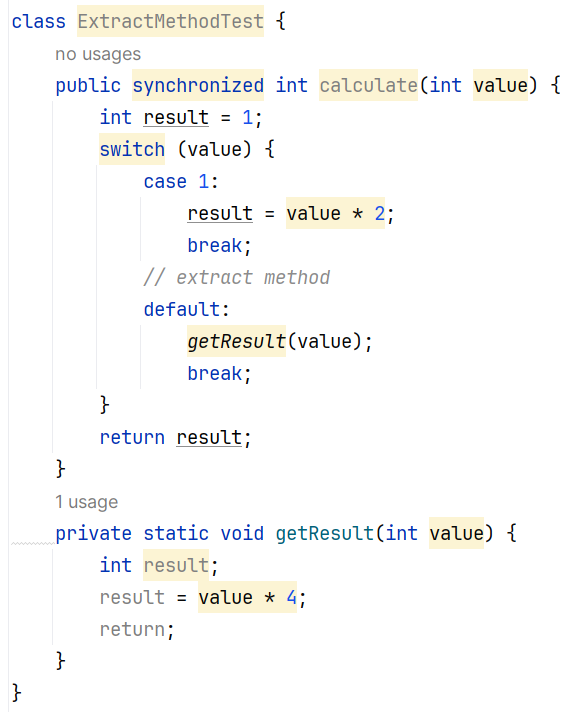 class ExtractMethodTest {
no usages
public synchronized int calculate(int value) {
int result = 1;
switch (value) {
case 1:
result = value * 2;
break;
// extract method
default:
getResult(value);
break;
}
return result;
}
1 usage
private static void getResult(int value) {
int result;
result = value * 4;
return;
}
}